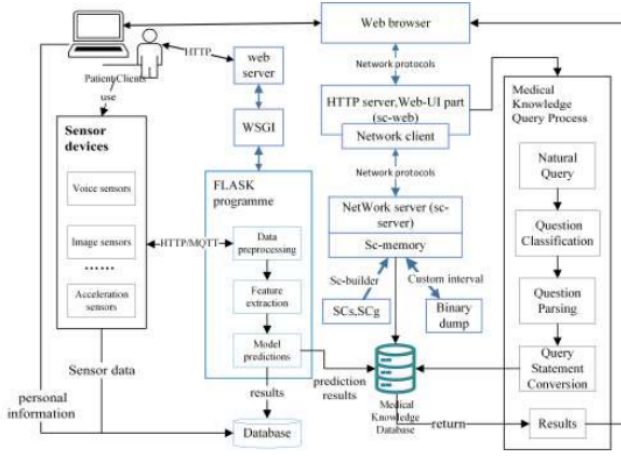 Web browser
HTTP
Patient/Clients
use
web
server
Network protocols
HTTP server,Web-UI part
(sc-web)
Network client
Medical
Knowledge
Query Process
Sensor
devices
WSGI
Voice sensors
Image sensors
······
Acceleration
sensors
FLASK
programme
HTTP/MQTT
Data
preprocessing
Feature
extraction
Model
predictions
Network protocols
NetWork server (sc-
server)
Sc-memory
Sc-builder
Custom interval
SCs,SCg
Binary
dump
Natural
Query
Question
Classification
Question
Parsing
Query
Statement
Conversion
Results
Sensor data
personal
information
results
prediction
results
Database
Medical
Knowledge
Database
return